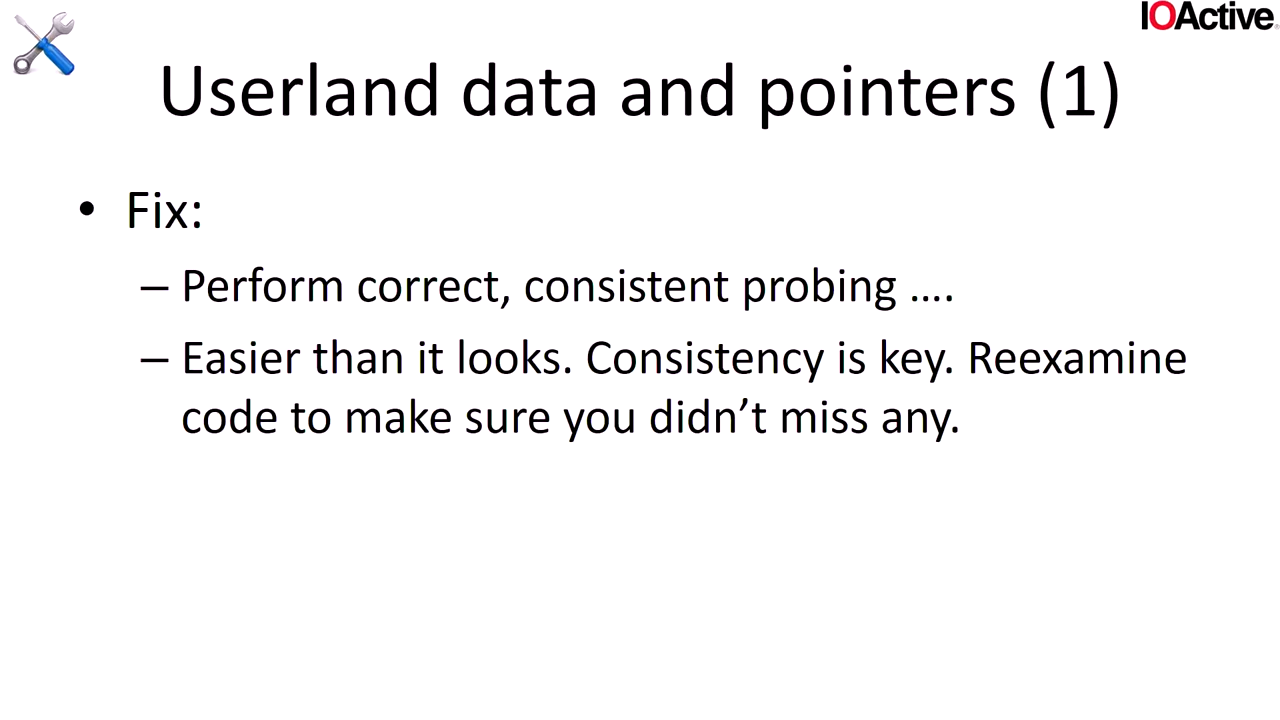 IOActive
Userland data and pointers (1)
• Fix:
– Perform correct, consistent probing ....
– Easier than it looks. Consistency is key. Reexamine
code to make sure you didn’t miss any.